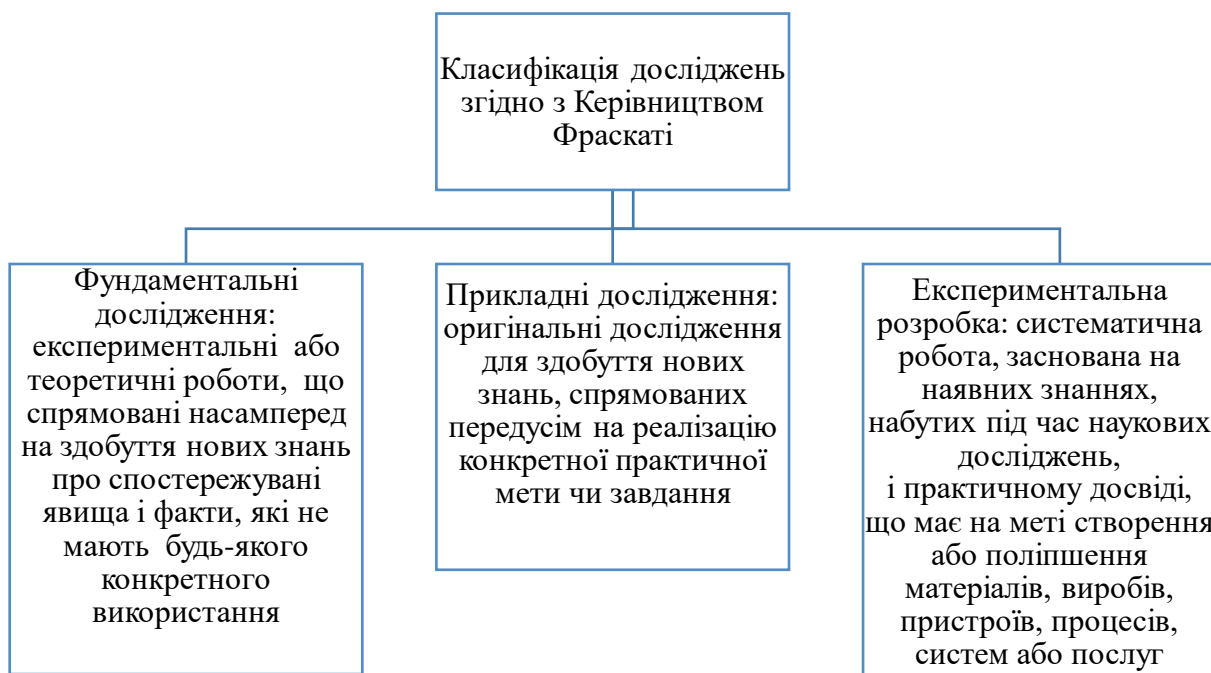 Класифікація досліджень
згідно з Керівництвом
Фраскаті
Фундаментальні
дослідження:
експериментальні або
теоретичні роботи, що
спрямовані насамперед
на здобуття нових знань
про спостережувані
явища і факти, які не
мають будь-якого
конкретного
використання
Прикладні дослідження:
оригінальні дослідження
для здобуття нових
знань, спрямованих
передусім на реалізацію
конкретної практичної
мети чи завдання
Експериментальна
розробка: систематична
робота, заснована на
наявних знаннях,
набутих під час наукових
досліджень,
і практичному досвіді,
що має на меті створення
або поліпшення
матеріалів, виробів,
пристроїв, процесів,
систем або послуг